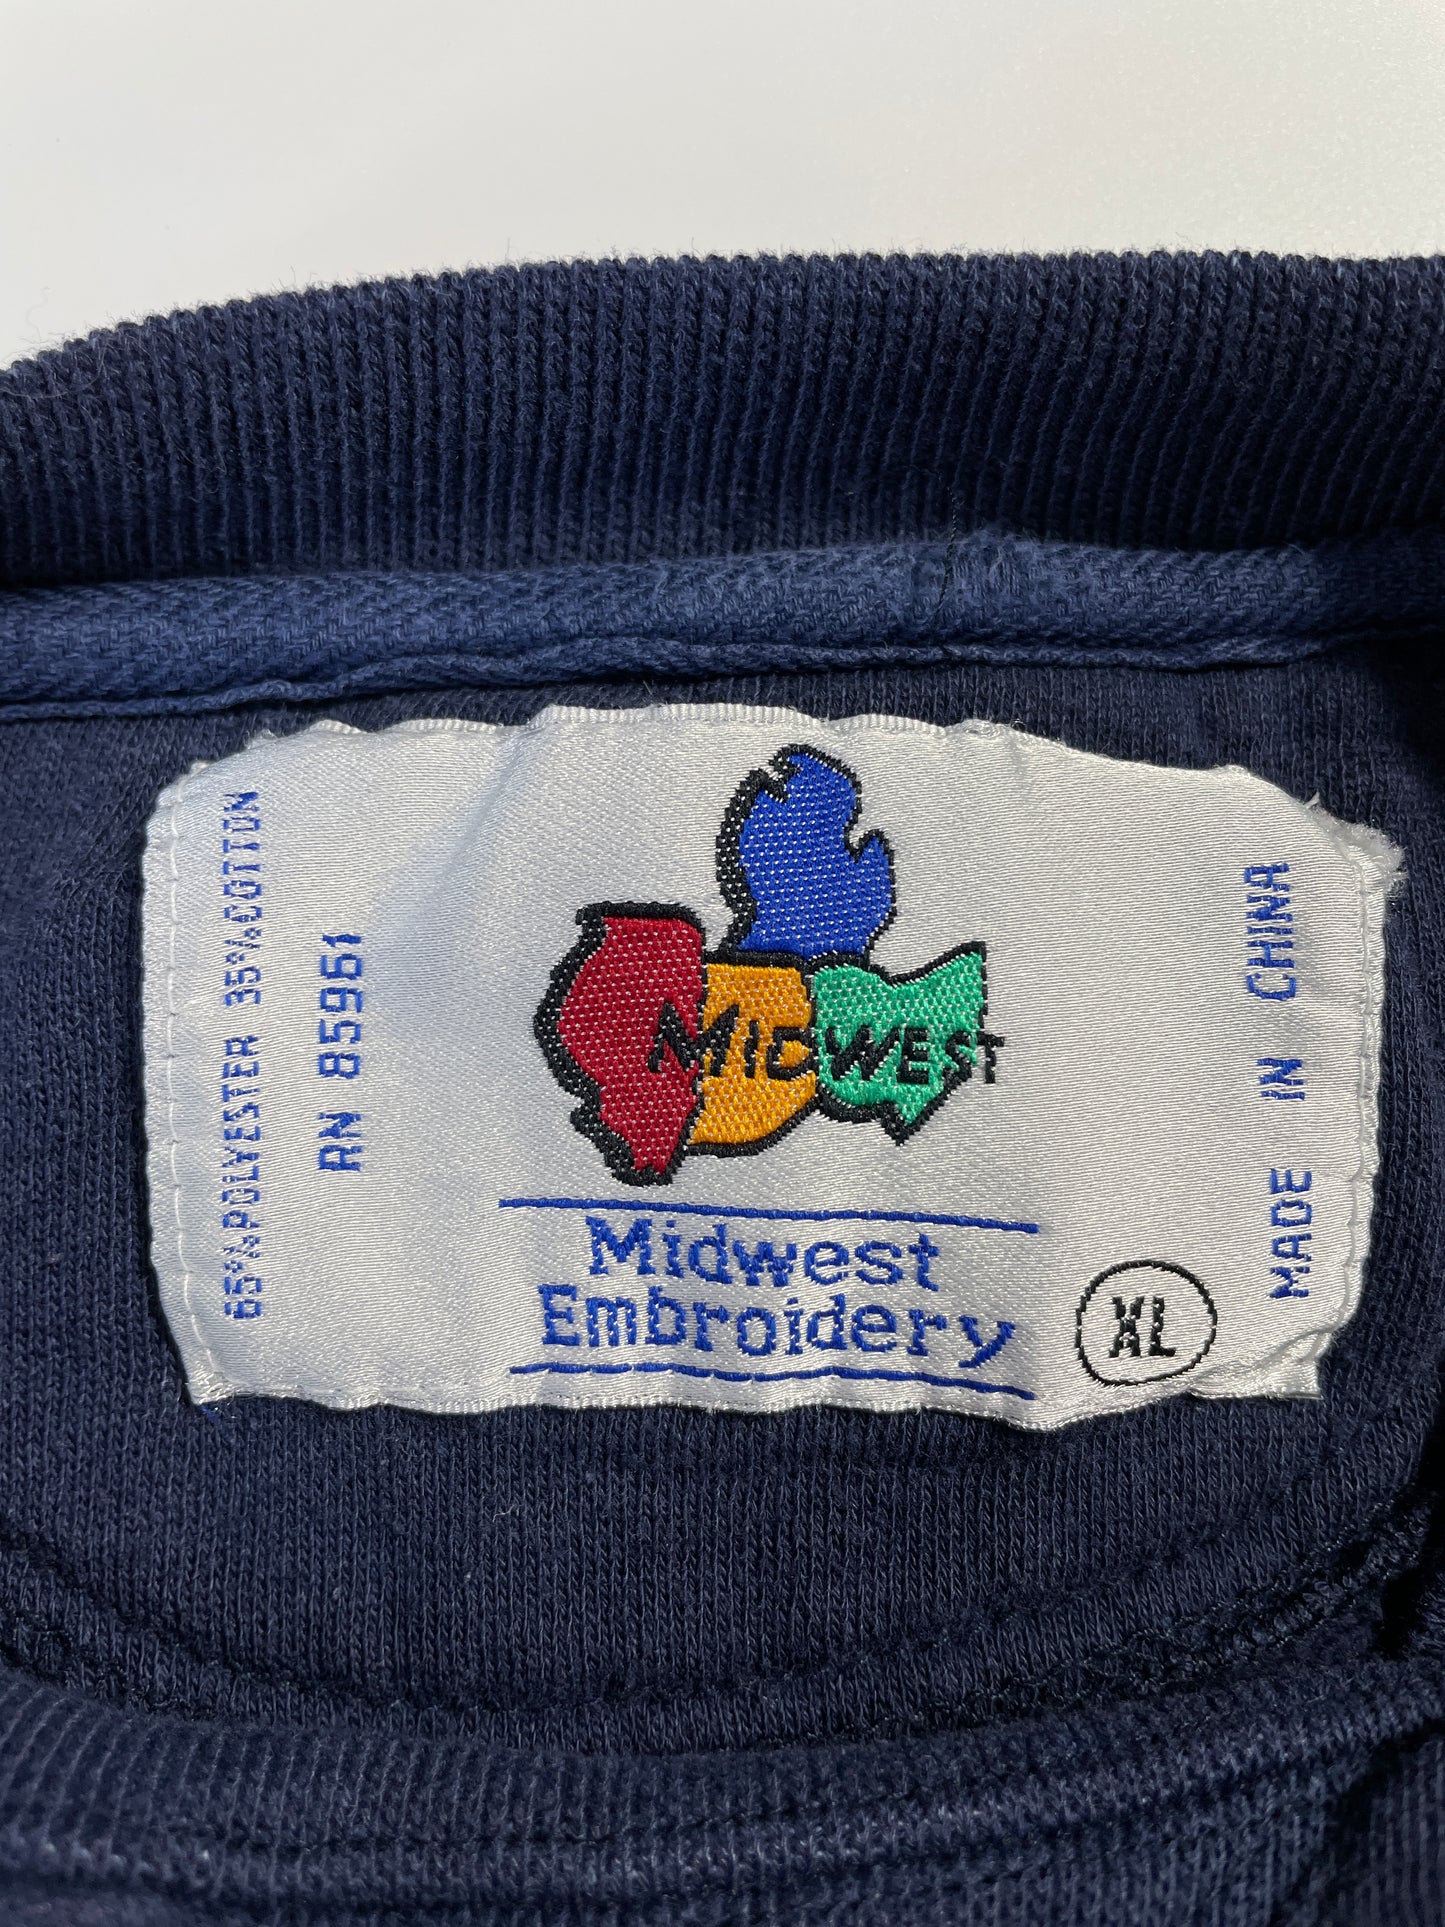 65% POLYESTER 35% COTTON
RN 85961
MIDWEST
Midwest
Embroidery
XL
MADE IN CHINA